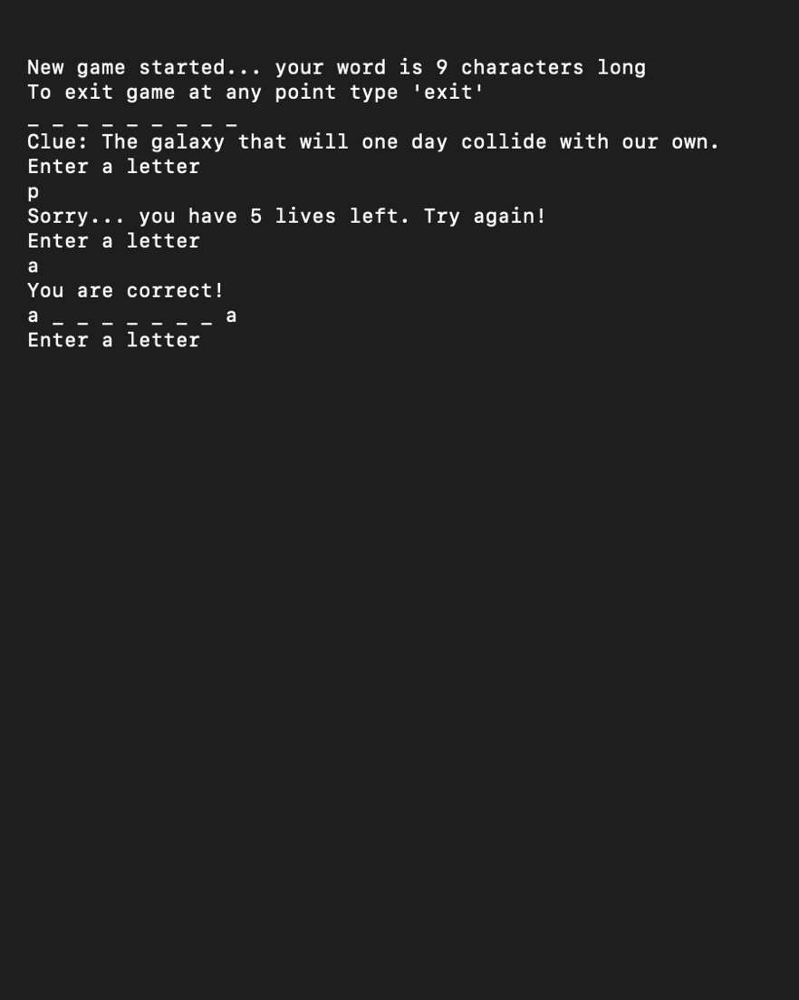 New game started... your word is 9 characters long
To exit game at any point type 'exit'
_ _ _ _ _ _ _ _ _
Clue: The galaxy that will one day collide with our own.
Enter a letter
p
Sorry... you have 5 lives left. Try again!
Enter a letter
a
You are correct!
a _ _ _ _ _ _ _ a
Enter a letter